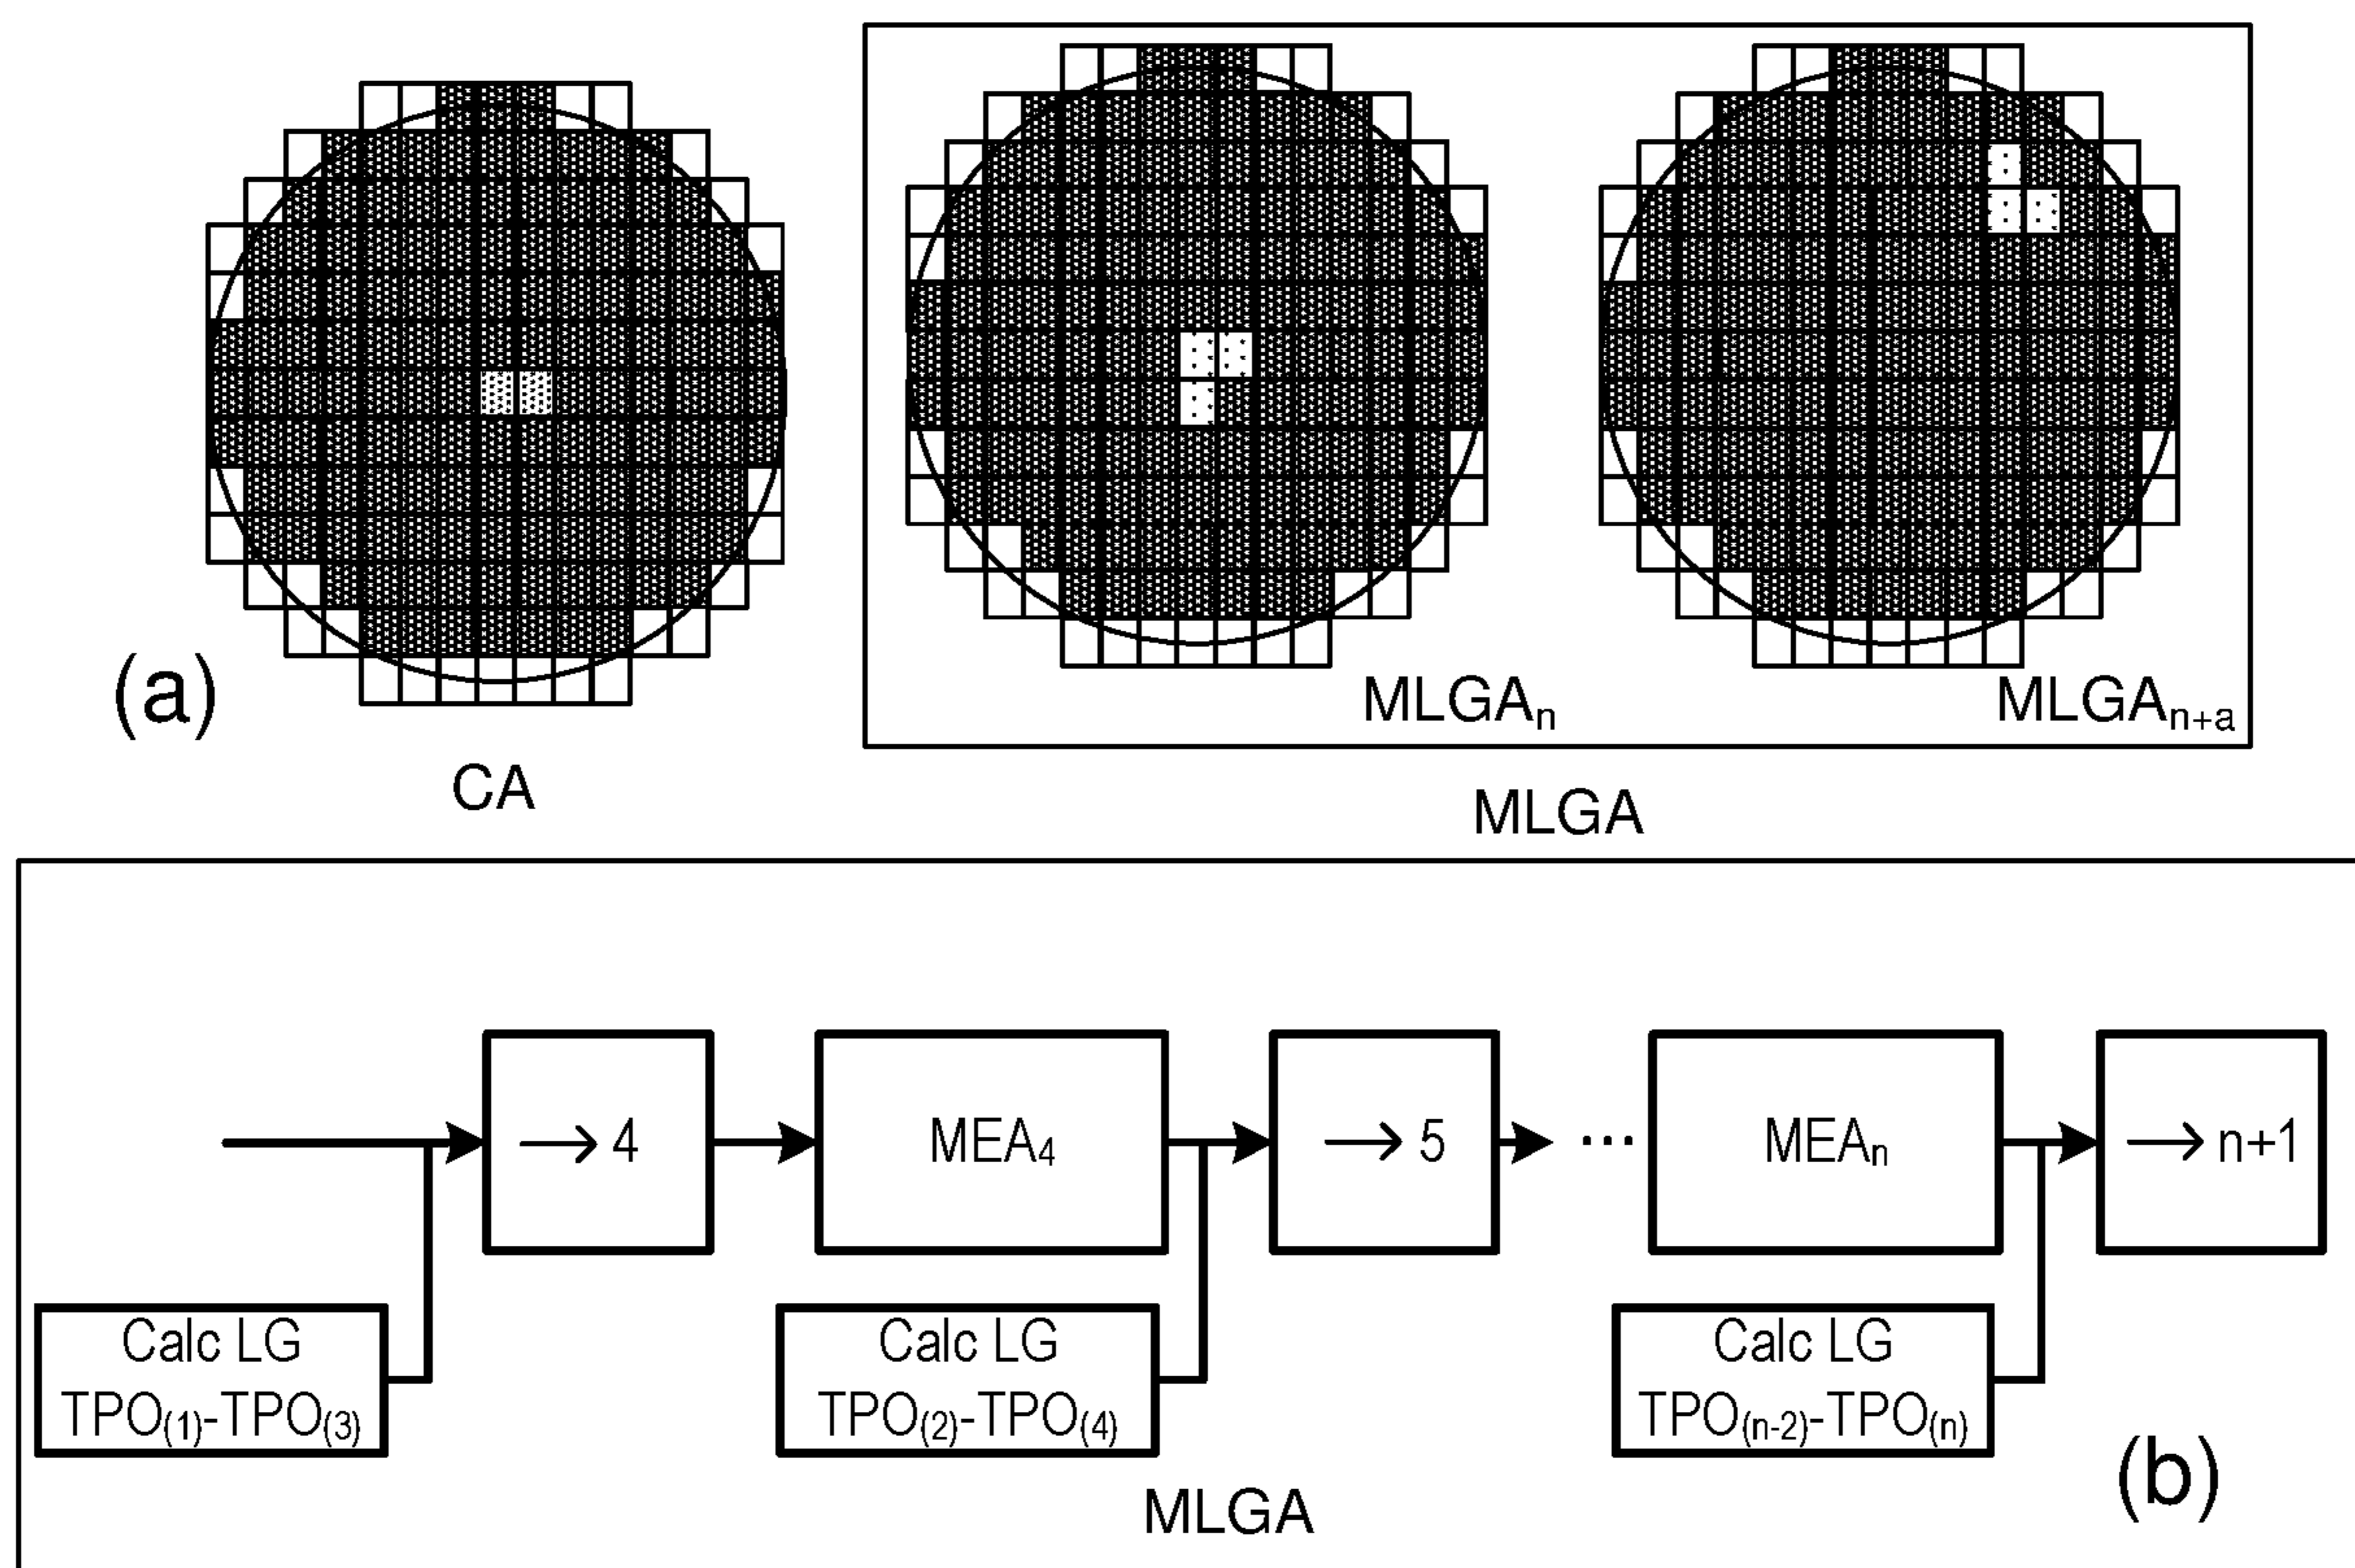 (a)
CA
MLGAₙ
MLGAₙ₊ₐ
MLGA
→ 4
MEA₄
→ 5
...
MEAₙ
→ n+1
Calc LG
TPO₍₁₎-TPO₍₃₎
Calc LG
TPO₍₂₎-TPO₍₄₎
Calc LG
TPO₍ₙ₋₂₎-TPO₍ₙ₎
(b)
MLGA